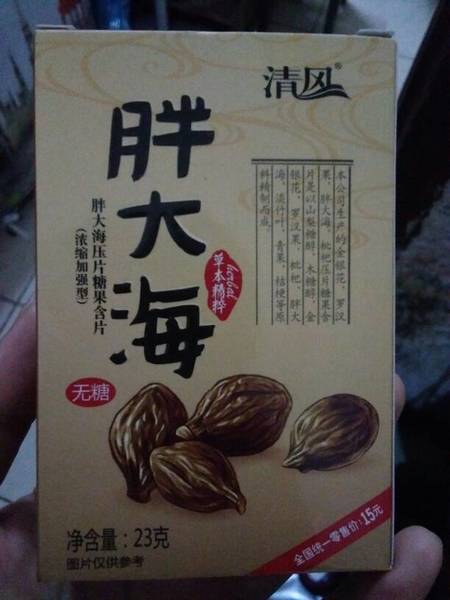 清风®
胖大海
胖大海压片糖果含片
(浓缩加强型)
草本精粹
herbal
本公司生产的金银花、罗汉
果、胖大海、枇杷压片糖果含
片是以山梨糖醇、木糖醇、金
银花、罗汉果、枇杷、胖大
海、淡竹叶、青果、桔梗等原
料精制而成。
无糖
净含量：23克
图片仅供参考
全国统一零售价：15元